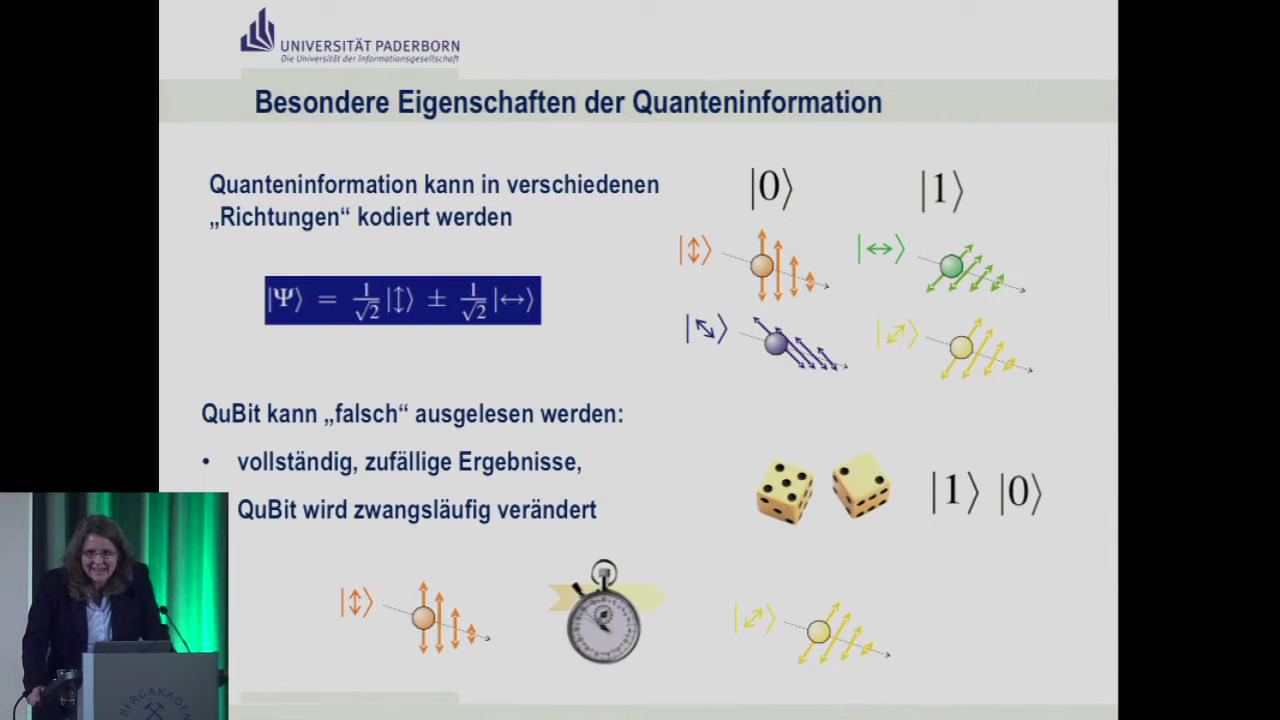 UNIVERSITÄT PADERBORN
Die Universität der Informationsgesellschaft
Besondere Eigenschaften der Quanteninformation
Quanteninformation kann in verschiedenen
„Richtungen“ kodiert werden
|0⟩ |1⟩
|↕⟩ |↔⟩
|Ψ⟩ = 1/√2 |↕⟩ ± 1/√2 |↔⟩
|⤡⟩ |⤢⟩
QuBit kann „falsch“ ausgelesen werden:
• vollständig, zufällige Ergebnisse,
QuBit wird zwangsläufig verändert
|1⟩ |0⟩
|↕⟩ |⤢⟩
BERGAKADEM